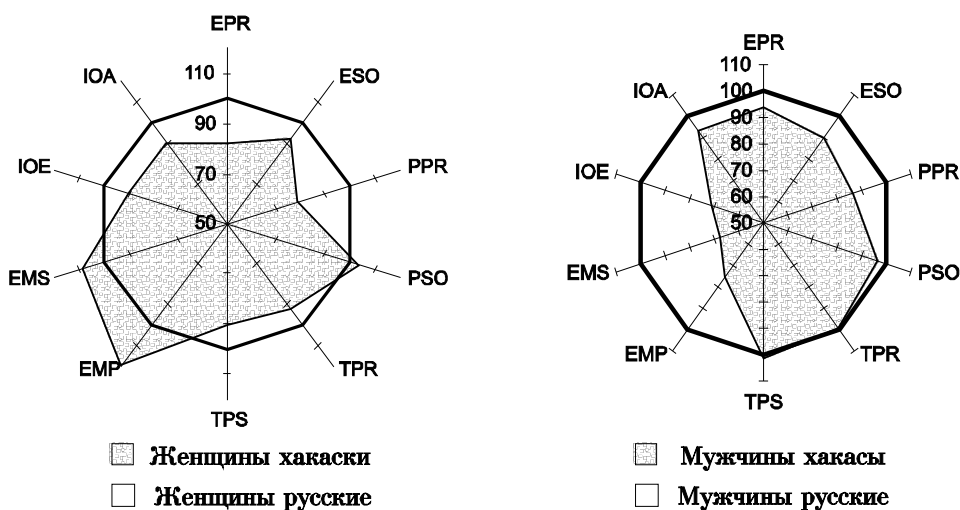 EPR
ESO
PPR
PSO
TPR
TPS
EMP
EMS
IOE
IOA
110
90
70
50
Женщины хакаски
Женщины русские
EPR
ESO
PPR
PSO
TPR
TPS
EMP
EMS
IOE
IOA
110
100
90
80
70
60
50
Мужчины хакасы
Мужчины русские